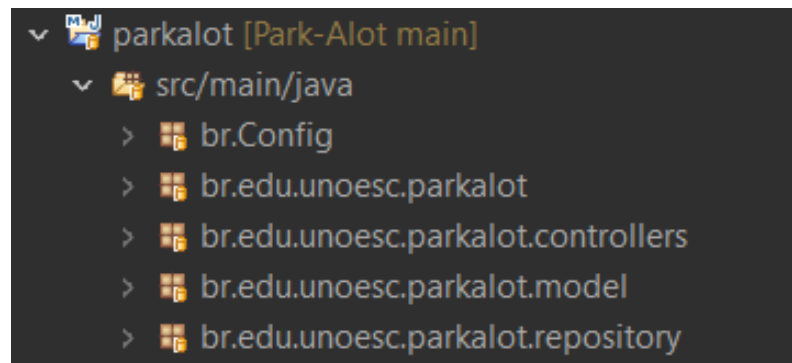 parkalot [Park-Alot main]
src/main/java
br.Config
br.edu.unoesc.parkalot
br.edu.unoesc.parkalot.controllers
br.edu.unoesc.parkalot.model
br.edu.unoesc.parkalot.repository